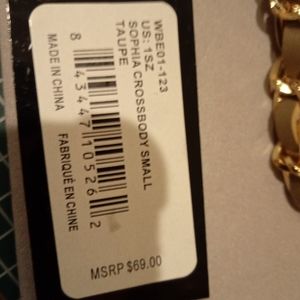 WBE01-123
US: 1SZ
SOPHIA CROSSBODY SMALL
TAUPE
8 43447 10526 2
MADE IN CHINA
FABRIQUÉ EN CHINE
MSRP $69.00